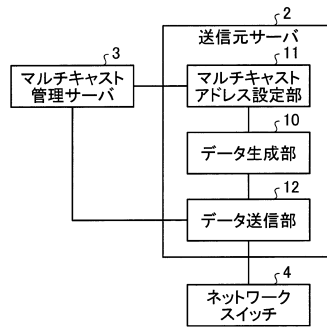 2
送信元サーバ
3
マルチキャスト
管理サーバ
11
マルチキャスト
アドレス設定部
10
データ生成部
12
データ送信部
4
ネットワーク
スイッチ